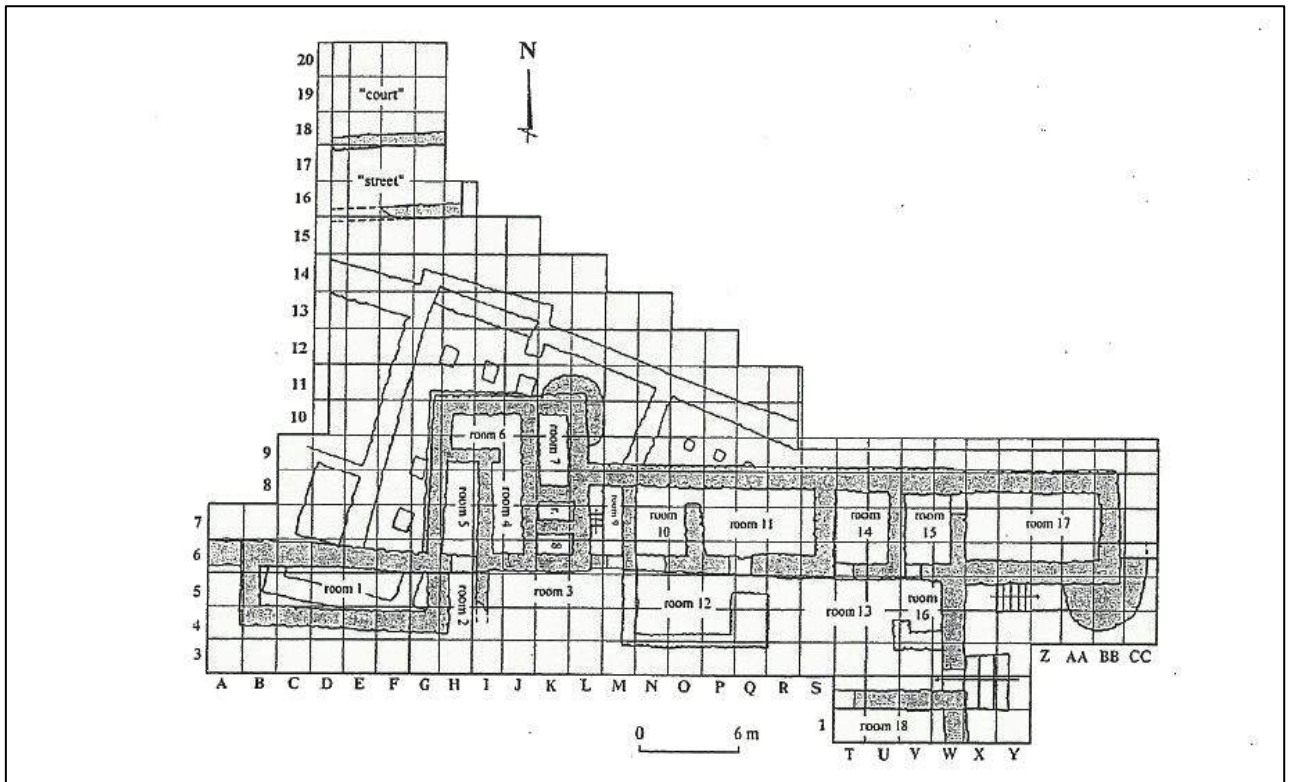 20
N
19
"court"
18
17
"street"
16
15
14
13
12
11
10
room 6
room 7
9
8
room 5
room 4
r.
8
room 9
room 10
room 11
room 14
room 15
room 17
7
6
5
room 1
room 2
room 3
room 12
room 13
room 16
4
3
A B C D E F G H I J K L M N O P Q R S
Z AA BB CC
0 6 m
1
room 18
T U V W X Y